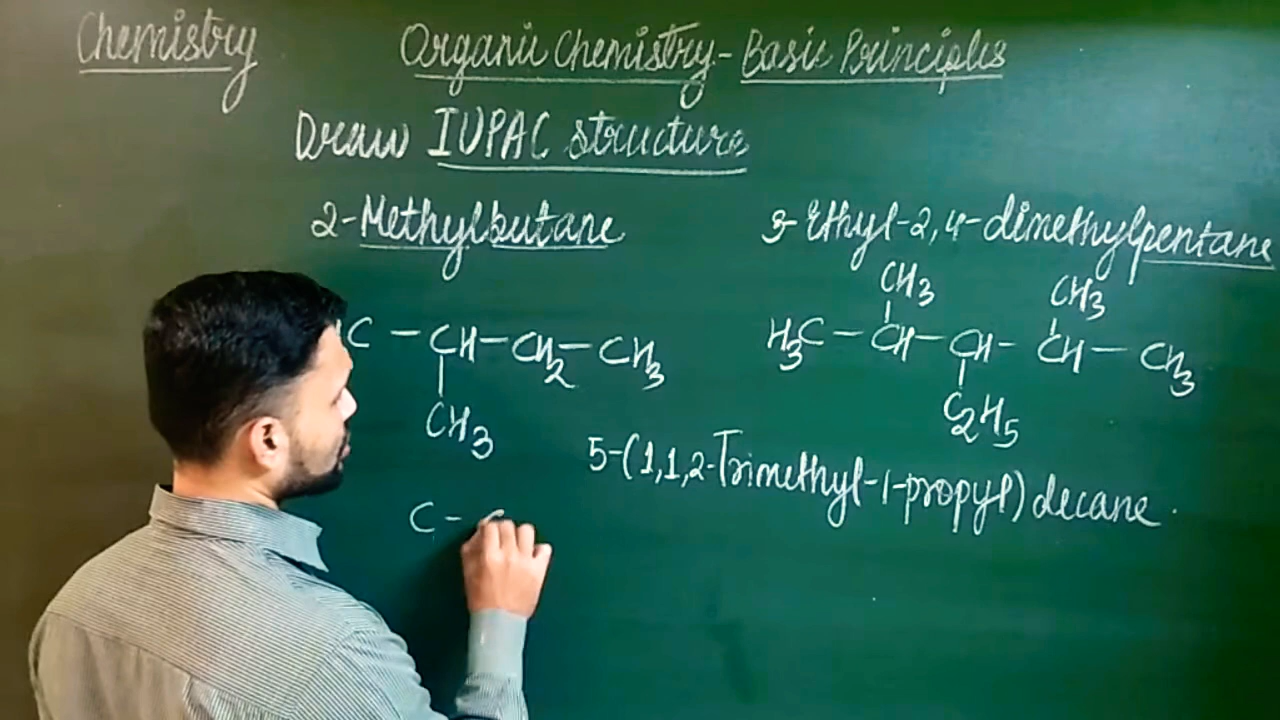 Chemistry
Organic Chemistry - Basic Principles
Draw IUPAC structure
2-Methylbutane
3-Ethyl-2,4-dimethylpentane
CH3 CH3
C - CH - CH2 - CH3
H3C - CH - CH - CH - CH3
CH3
C2H5
5-(1,1,2-Trimethyl-1-propyl) decane
C -